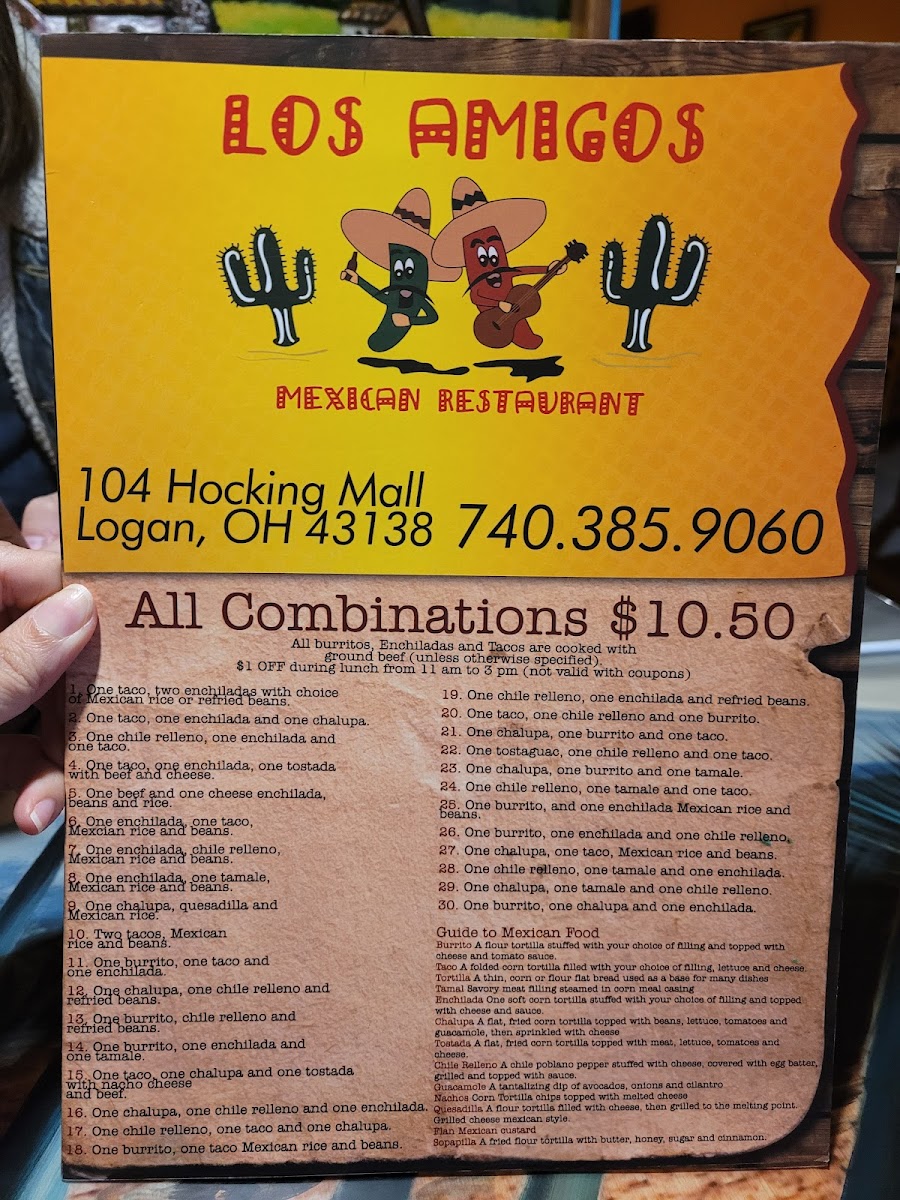 LOS AMIGOS
MEXICAN RESTAURANT
104 Hocking Mall
Logan, OH 43138
740.385.9060
All Combinations $10.50
All burritos, Enchiladas and Tacos are cooked with
ground beef (unless otherwise specified).
$1 OFF during lunch from 11 am to 3 pm (not valid with coupons)
1. One taco, two enchiladas with choice
of Mexican rice or refried beans.
2. One taco, one enchilada and one chalupa.
3. One chile relleno, one enchilada and
one taco.
4. One taco, one enchilada, one tostada
with beef and cheese.
5. One beef and one cheese enchilada,
beans and rice.
6. One enchilada, one taco,
Mexcian rice and beans.
7. One enchilada, chile relleno,
Mexican rice and beans.
8. One enchilada, one tamale,
Mexican rice and beans.
9. One chalupa, quesadilla and
Mexican rice.
10. Two tacos, Mexican
rice and beans.
11. One burrito, one taco and
one enchilada.
12. One chalupa, one chile relleno and
refried beans.
13. One burrito, chile relleno and
refried beans.
14. One burrito, one enchilada and
one tamale.
15. One taco, one chalupa and one tostada
with nacho cheese
and beef.
16. One chalupa, one chile relleno and one enchilada.
17. One chile relleno, one taco and one chalupa.
18. One burrito, one taco Mexican rice and beans.
19. One chile relleno, one enchilada and refried beans.
20. One taco, one chile relleno and one burrito.
21. One chalupa, one burrito and one taco.
22. One tostaguac, one chile relleno and one taco.
23. One chalupa, one burrito and one tamale.
24. One chile relleno, one tamale and one taco.
25. One burrito, and one enchilada Mexican rice and
beans.
26. One burrito, one enchilada and one chile relleno.
27. One chalupa, one taco, Mexican rice and beans.
28. One chile relleno, one tamale and one enchilada.
29. One chalupa, one tamale and one chile relleno.
30. One burrito, one chalupa and one enchilada.
Guide to Mexican Food
Burrito A flour tortilla stuffed with your choice of filling and topped with
cheese and tomato sauce.
Taco A folded corn tortilla filled with your choice of filling, lettuce and cheese.
Tortilla A thin, corn or flour flat bread used as a base for many dishes
Tamal Savory meat filling steamed in corn meal casing
Enchilada One soft corn tortilla stuffed with your choice of filling and topped
with cheese and sauce.
Chalupa A flat, fried corn tortilla topped with beans, lettuce, tomatoes and
guacamole, then sprinkled with cheese
Tostada A flat, fried corn tortilla topped with meat, lettuce, tomatoes and
cheese.
Chile Relleno A chile poblano pepper stuffed with cheese, covered with egg batter,
grilled and topped with sauce.
Guacamole A tantalizing dip of avocados, onions and cilantro
Nachos Corn Tortilla chips topped with melted cheese
Quesadilla A flour tortilla filled with cheese, then grilled to the melting point.
Grilled cheese mexican style.
Flan Mexican custard
Sopapilla A fried flour tortilla with butter, honey, sugar and cinnamon.